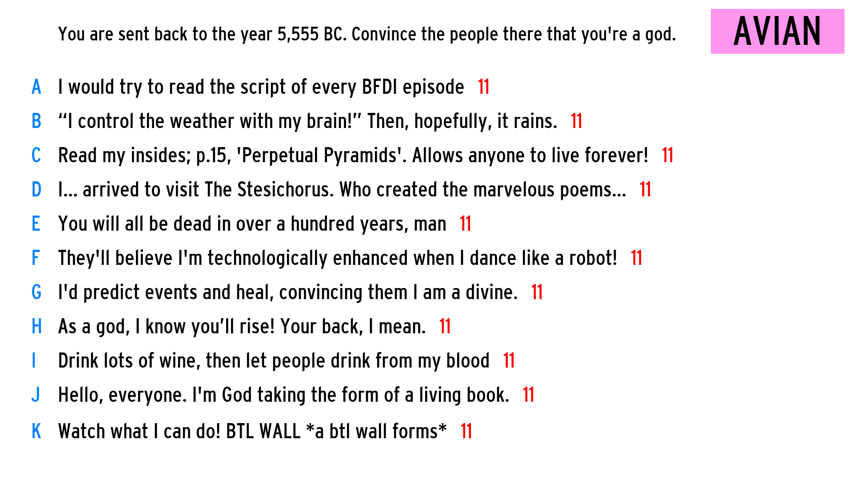 You are sent back to the year 5,555 BC. Convince the people there that you're a god.
AVIAN
A I would try to read the script of every BFDI episode 11
B “I control the weather with my brain!” Then, hopefully, it rains. 11
C Read my insides; p.15, 'Perpetual Pyramids'. Allows anyone to live forever! 11
D I... arrived to visit The Stesichorus. Who created the marvelous poems... 11
E You will all be dead in over a hundred years, man 11
F They'll believe I'm technologically enhanced when I dance like a robot! 11
G I'd predict events and heal, convincing them I am a divine. 11
H As a god, I know you’ll rise! Your back, I mean. 11
I Drink lots of wine, then let people drink from my blood 11
J Hello, everyone. I'm God taking the form of a living book. 11
K Watch what I can do! BTL WALL *a btl wall forms* 11